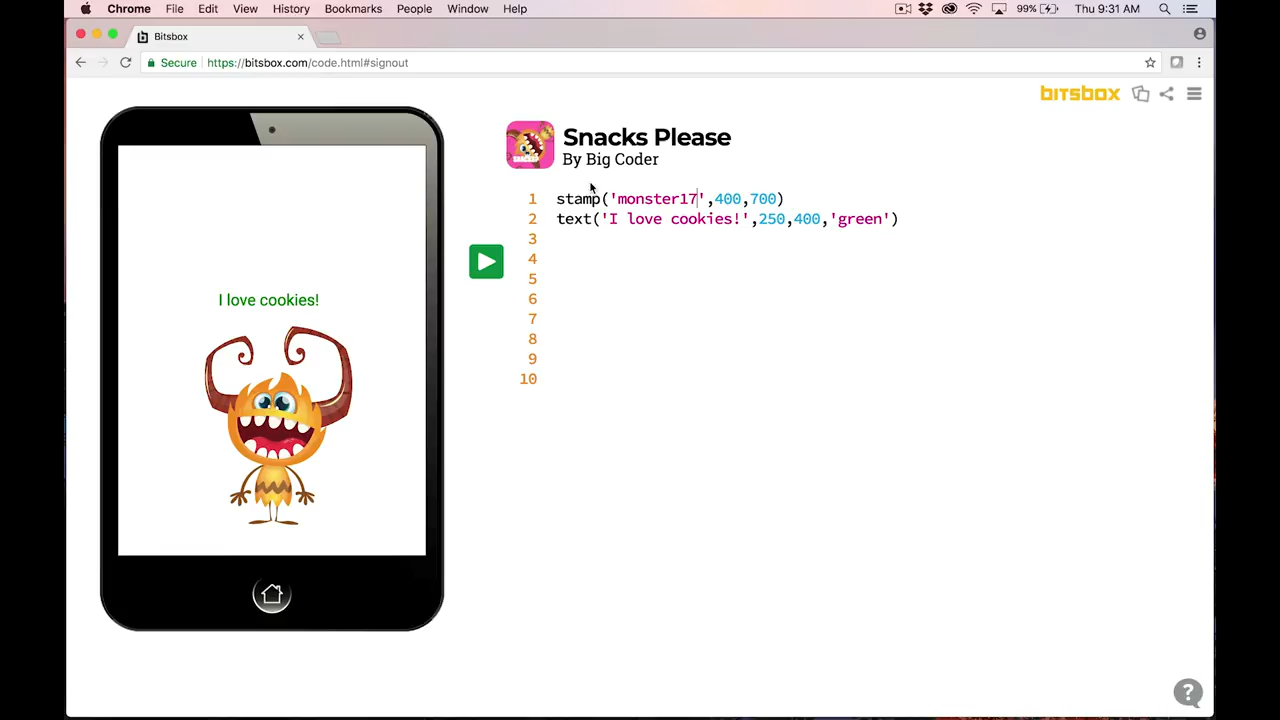 Chrome File Edit View History Bookmarks People Window Help 99% Thu 9:31 AM
Bitsbox
Secure https://bitsbox.com/code.html#signout
bitsbox
Snacks Please
By Big Coder
1 stamp('monster17',400,700)
2 text('I love cookies!',250,400,'green')
3
4
5
6
7
8
9
10
I love cookies!
?